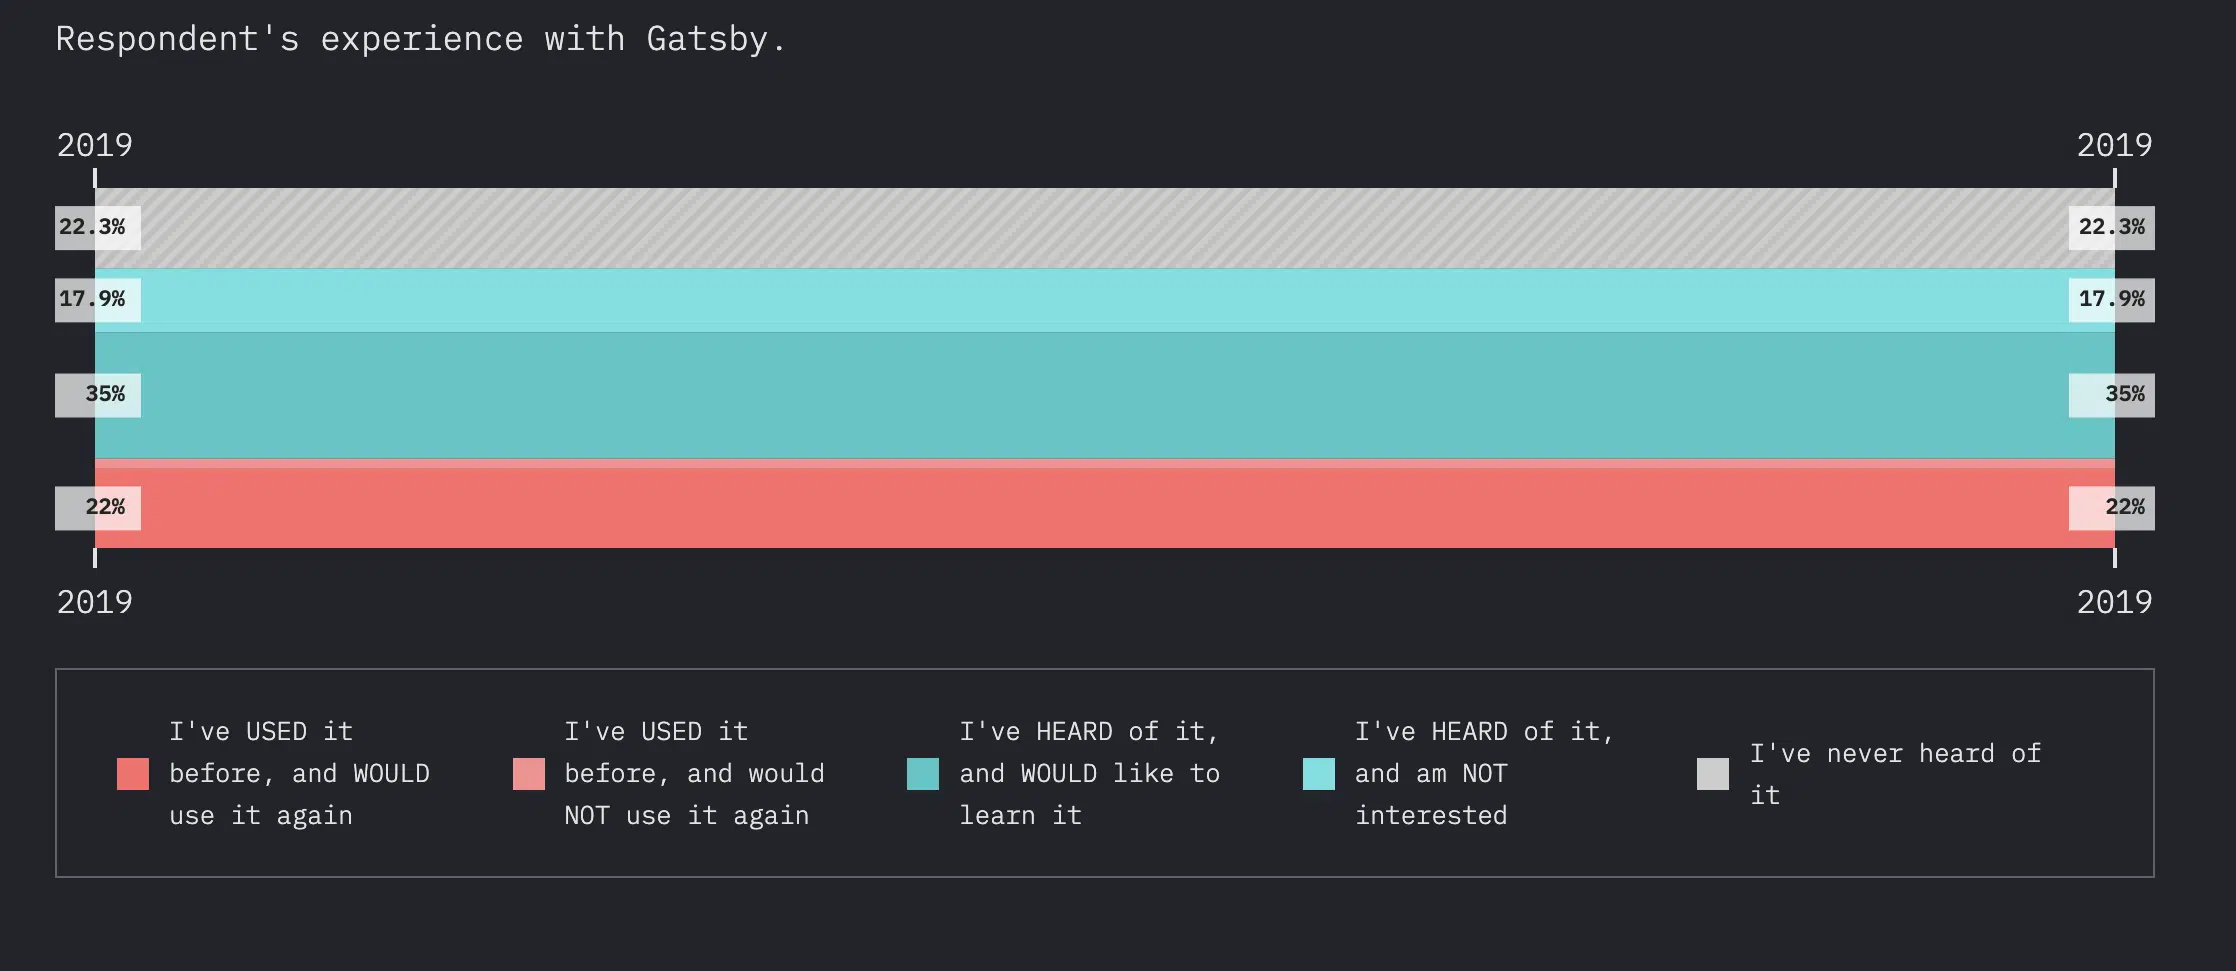 Respondent's experience with Gatsby.
2019 2019
22.3% 22.3%
17.9% 17.9%
35% 35%
22% 22%
2019 2019
I've USED it
before, and WOULD
use it again
I've USED it
before, and would
NOT use it again
I've HEARD of it,
and WOULD like to
learn it
I've HEARD of it,
and am NOT
interested
I've never heard of
it